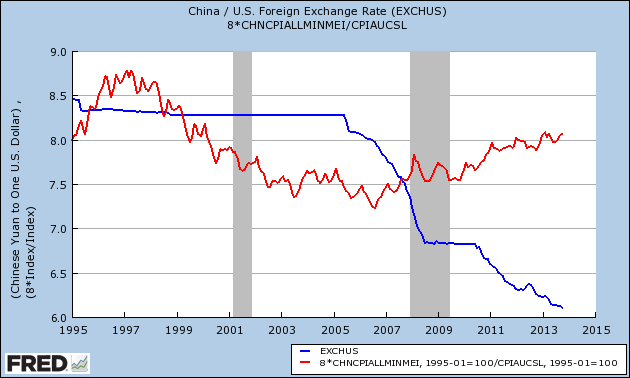 China / U.S. Foreign Exchange Rate (EXCHUS)
8*CHNCPIALLMINMEI/CPIAUCSL
(Chinese Yuan to One U.S. Dollar) ,
(8*Index/Index)
9.0
8.5
8.0
7.5
7.0
6.5
6.0
1995 1997 1999 2001 2003 2005 2007 2009 2011 2013 2015
FRED
EXCHUS
8*CHNCPIALLMINMEI, 1995-01=100/CPIAUCSL, 1995-01=100